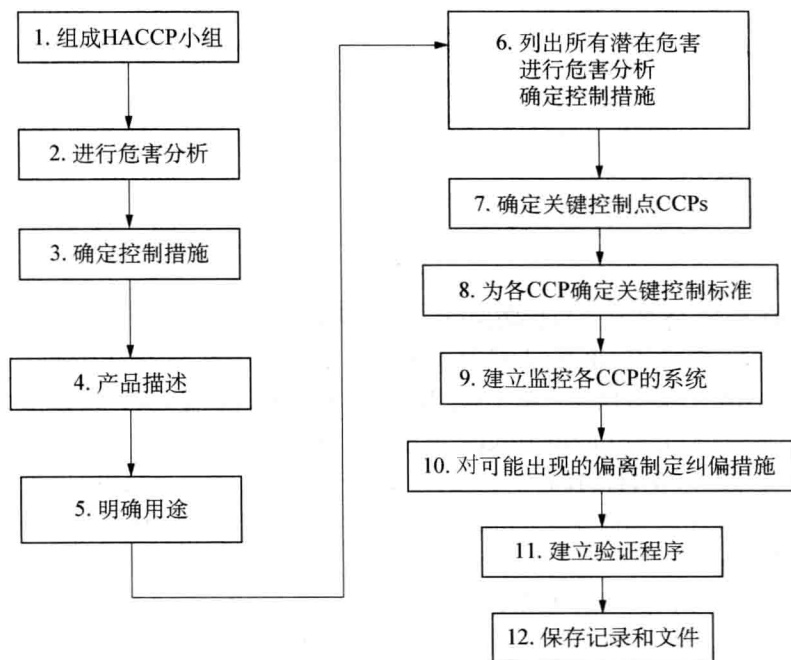 1. 组成HACCP小组
2. 进行危害分析
3. 确定控制措施
4. 产品描述
5. 明确用途
6. 列出所有潜在危害
进行危害分析
确定控制措施
7. 确定关键控制点CCPs
8. 为各CCP确定关键控制标准
9. 建立监控各CCP的系统
10. 对可能出现的偏离制定纠偏措施
11. 建立验证程序
12. 保存记录和文件